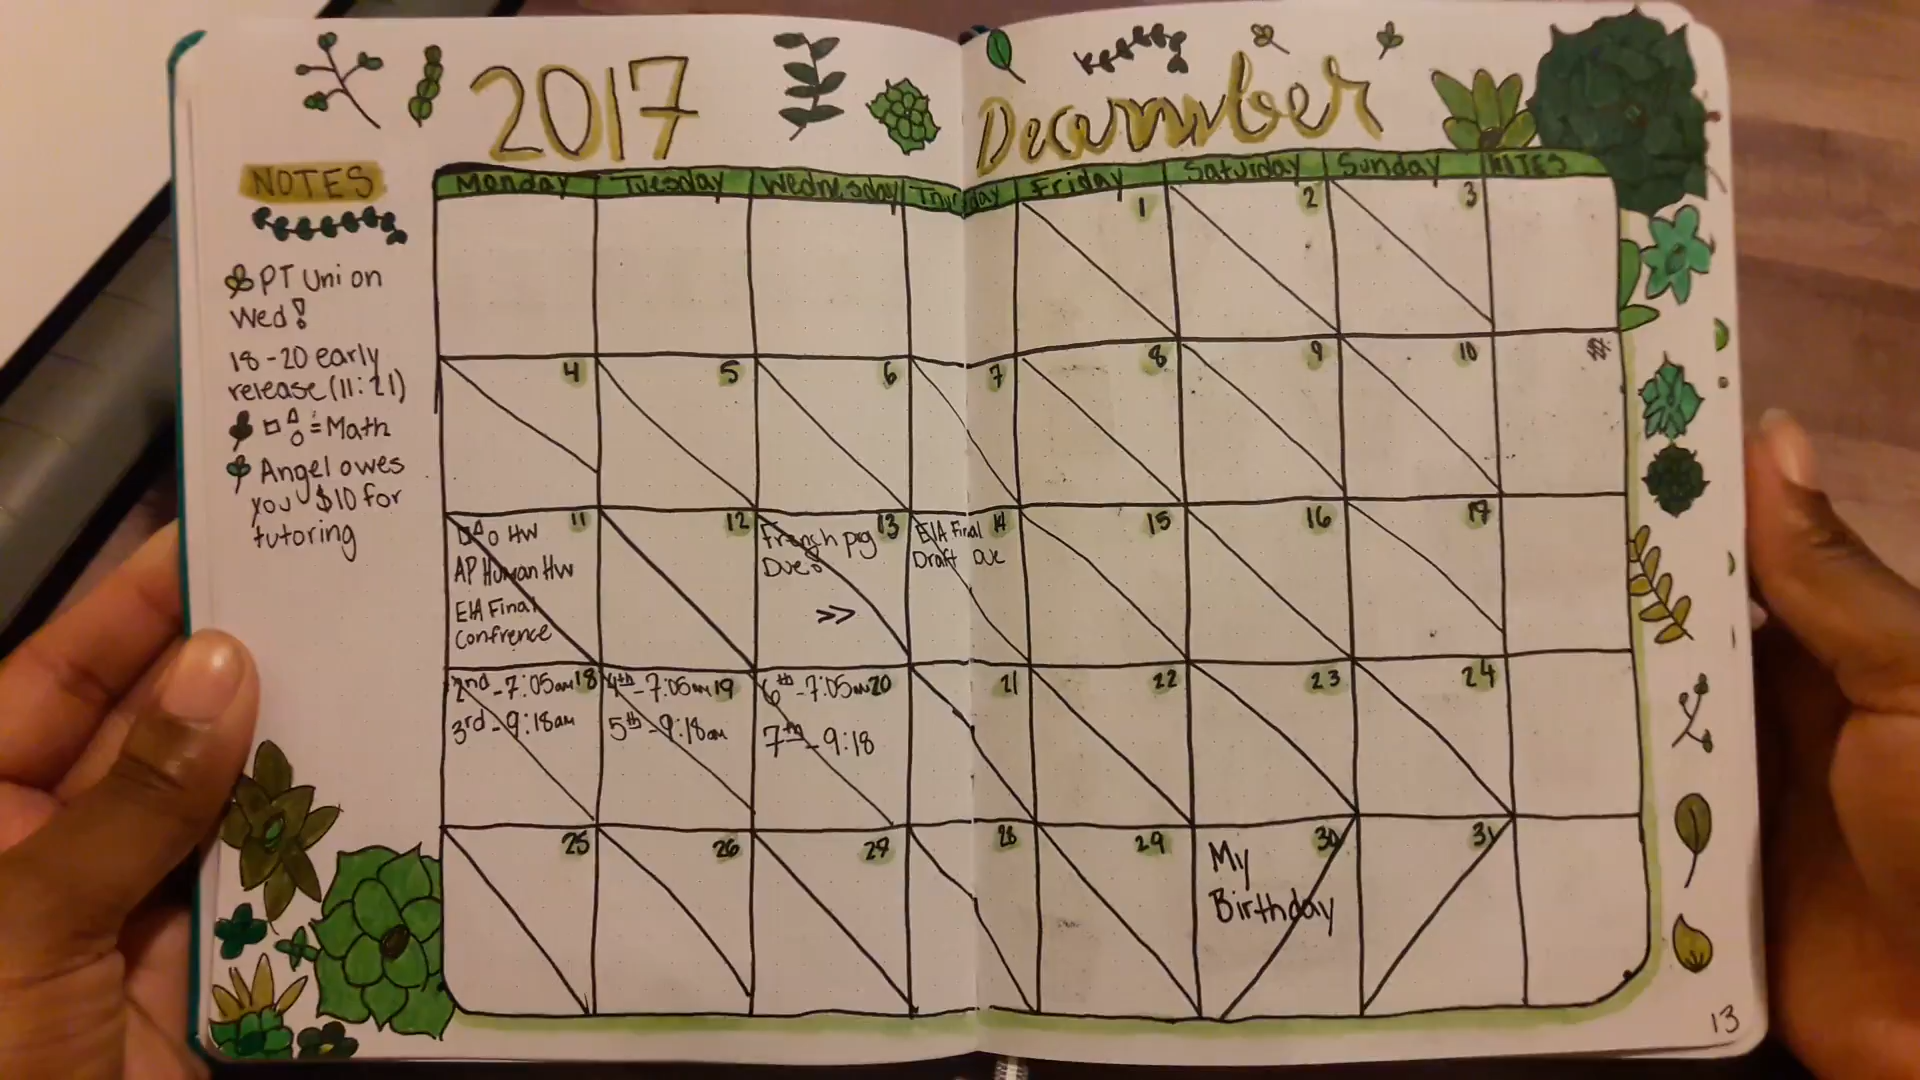 2017 December
NOTES
PT Uni on
Wed!
18-20 early
release (11:21)
=Math
Angel owes
you $10 for
tutoring
Monday Tuesday Wednesday Thursday Friday Saturday Sunday NOTES
1 2 3
4 5 6 7 8 9 10
11 12 13 14 15 16 17
HW
AP Human HW
Final
Confrence
French prg
Due
>>
Final
Draft Due
18 19 20 21 22 23 24
2nd-7:05am
3rd-9:18am
4th-7:05am
5th-9:18am
6th-7:05am
7th-9:18
25 26 27 28 29 30 31
My
Birthday
13